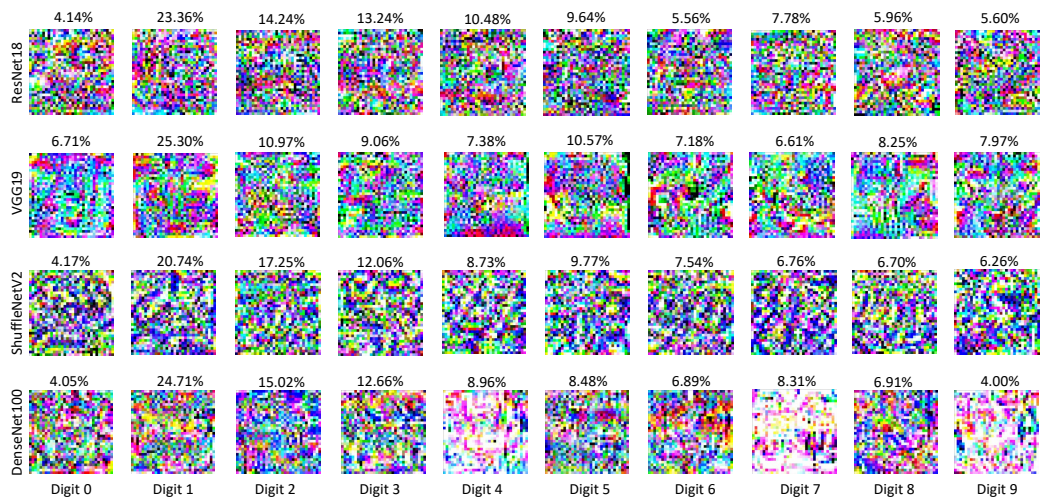 4.14% 23.36% 14.24% 13.24% 10.48% 9.64% 5.56% 7.78% 5.96% 5.60%
ResNet18
6.71% 25.30% 10.97% 9.06% 7.38% 10.57% 7.18% 6.61% 8.25% 7.97%
VGG19
4.17% 20.74% 17.25% 12.06% 8.73% 9.77% 7.54% 6.76% 6.70% 6.26%
ShuffleNetV2
4.05% 24.71% 15.02% 12.66% 8.96% 8.48% 6.89% 8.31% 6.91% 4.00%
DenseNet100
Digit 0 Digit 1 Digit 2 Digit 3 Digit 4 Digit 5 Digit 6 Digit 7 Digit 8 Digit 9